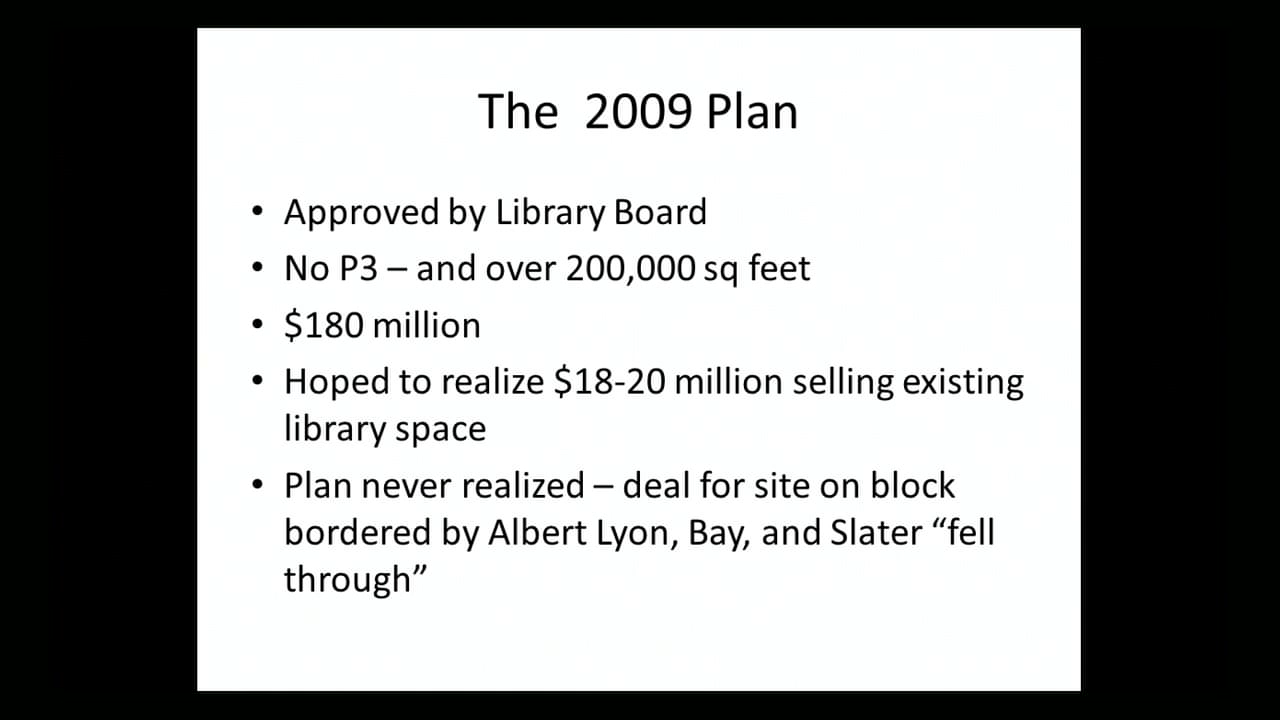 The 2009 Plan
• Approved by Library Board
• No P3 – and over 200,000 sq feet
• $180 million
• Hoped to realize $18-20 million selling existing
library space
• Plan never realized – deal for site on block
bordered by Albert Lyon, Bay, and Slater “fell
through”